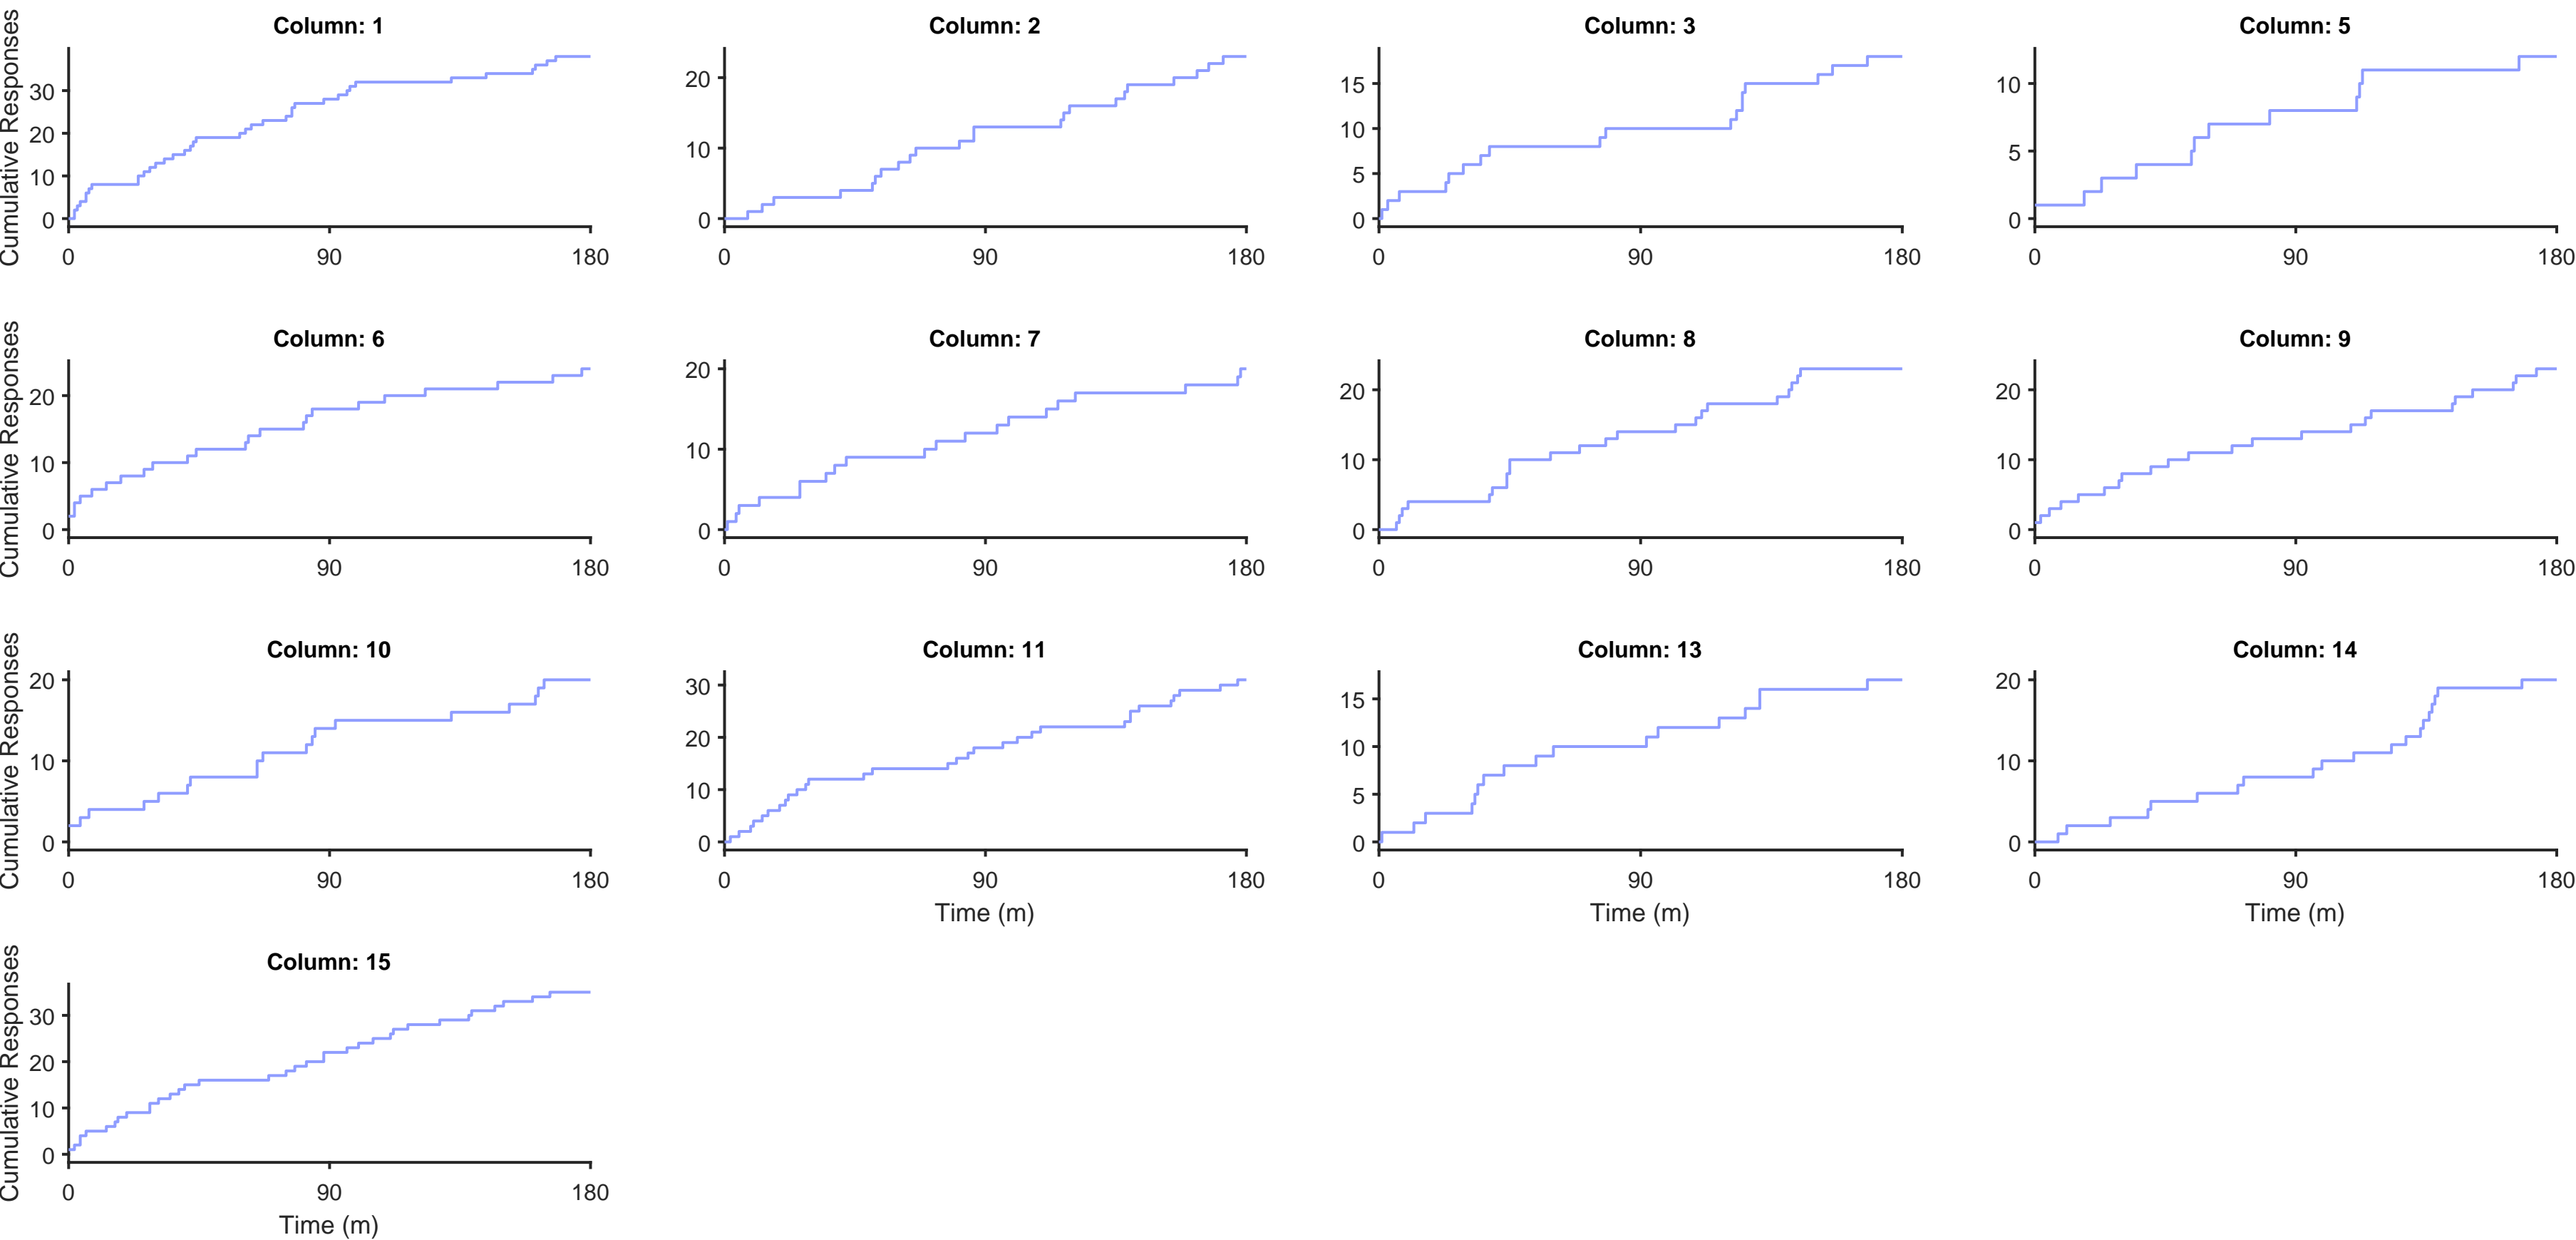 Column: 1
Cumulative Responses
30
20
10
0
0 90 180
Column: 2
20
10
0
0 90 180
Column: 3
15
10
5
0
0 90 180
Column: 5
10
5
0
0 90 180
Column: 6
Cumulative Responses
20
10
0
0 90 180
Column: 7
20
10
0
0 90 180
Column: 8
20
10
0
0 90 180
Column: 9
20
10
0
0 90 180
Column: 10
Cumulative Responses
20
10
0
0 90 180
Column: 11
30
20
10
0
0 90 180
Time (m)
Column: 13
15
10
5
0
0 90 180
Time (m)
Column: 14
20
10
0
0 90 180
Time (m)
Column: 15
Cumulative Responses
30
20
10
0
0 90 180
Time (m)